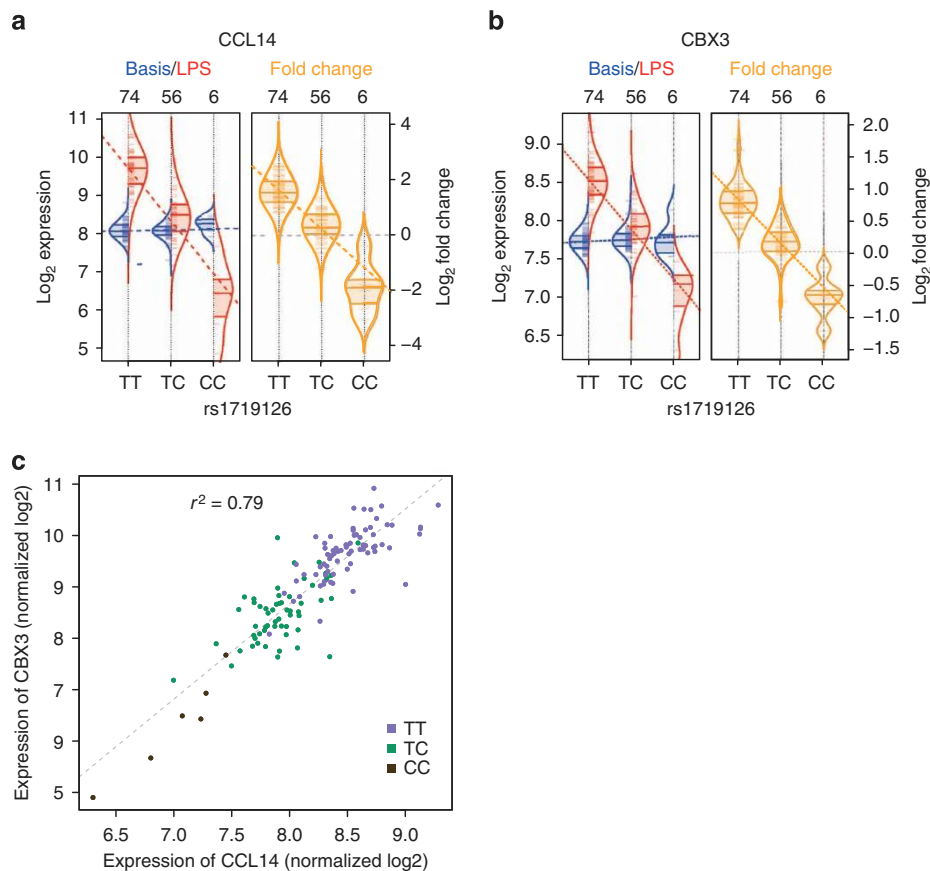 a
CCL14
Basis/LPS Fold change
74 56 6 74 56 6
11
10
9
8
7
6
5
4
2
0
−2
−4
Log2 expression
Log2 fold change
TT TC CC TT TC CC
rs1719126
b
CBX3
Basis/LPS Fold change
74 56 6 74 56 6
9.0
8.5
8.0
7.5
7.0
6.5
2.0
1.5
1.0
0.5
0.0
−0.5
−1.0
−1.5
Log2 expression
Log2 fold change
TT TC CC TT TC CC
rs1719126
c
r2 = 0.79
11
10
9
8
7
9
5
Expression of CBX3 (normalized log2)
TT
TC
CC
6.5 7.0 7.5 8.0 8.5 9.0
Expression of CCL14 (normalized log2)